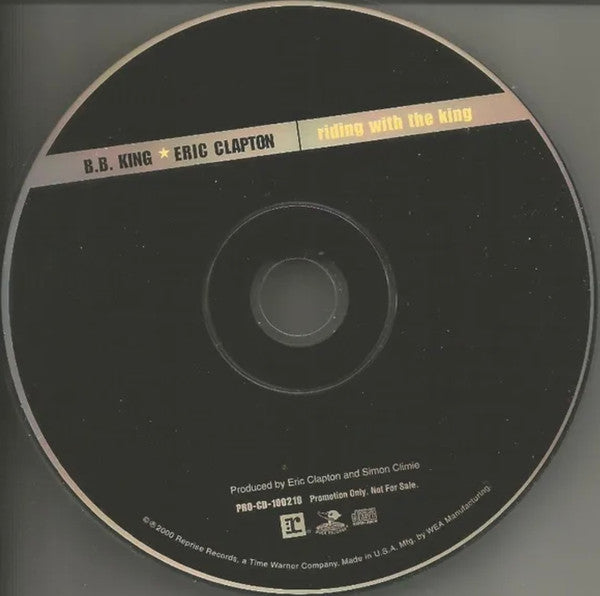 B.B. KING ★ ERIC CLAPTON | riding with the king
Produced by Eric Clapton and Simon Climie
PRO-CD-100210 Promotion Only. Not For Sale.
℗©2000 Reprise Records, a Time Warner Company. Made in U.S.A. Mfg. by WEA Manufacturing.